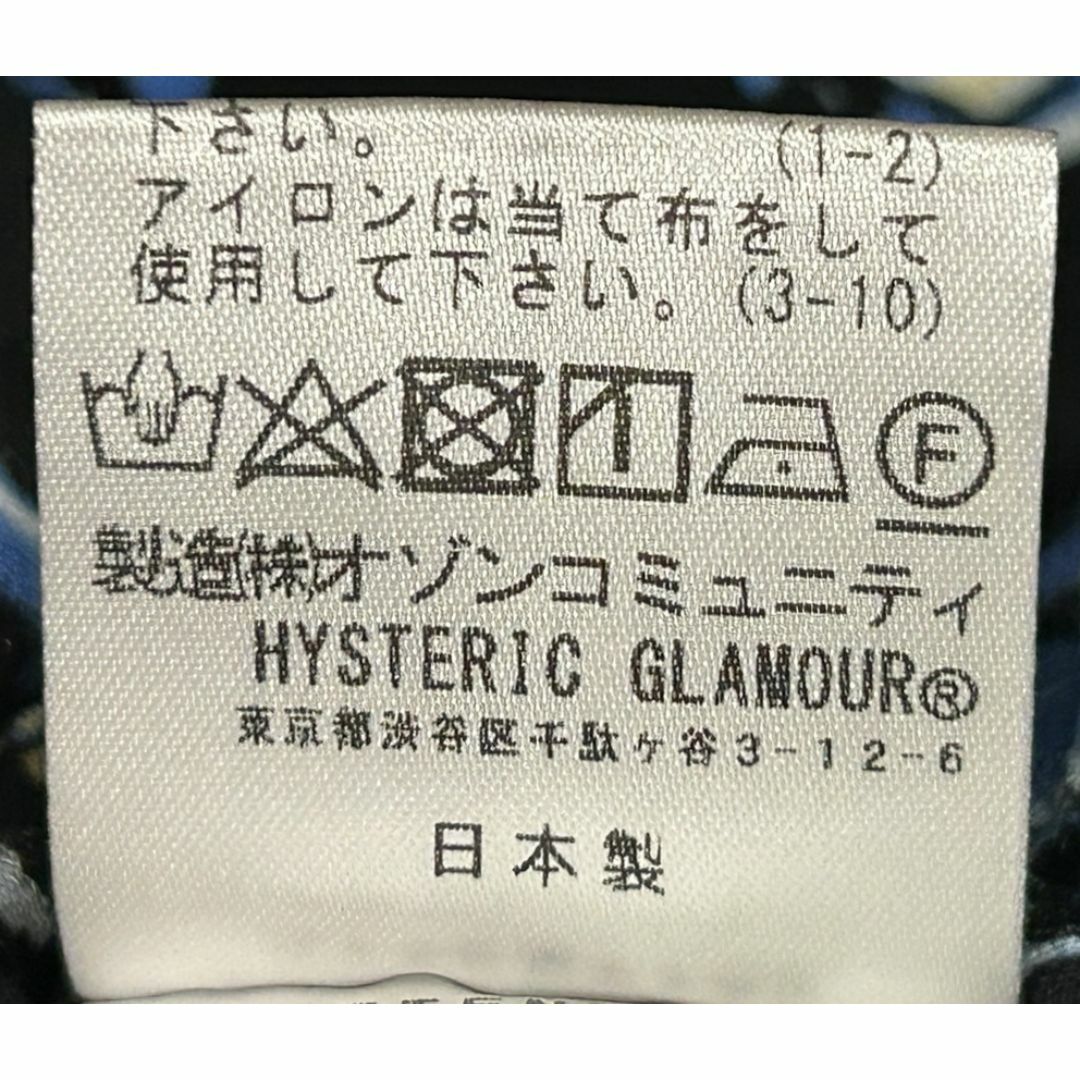 下さい。 (1-2)
アイロンは当て布をして
使用して下さい。(3-10)
F
製造(株)オゾンコミュニティ
HYSTERIC GLAMOUR®
東京都渋谷区千駄ヶ谷3-12-6
日本製